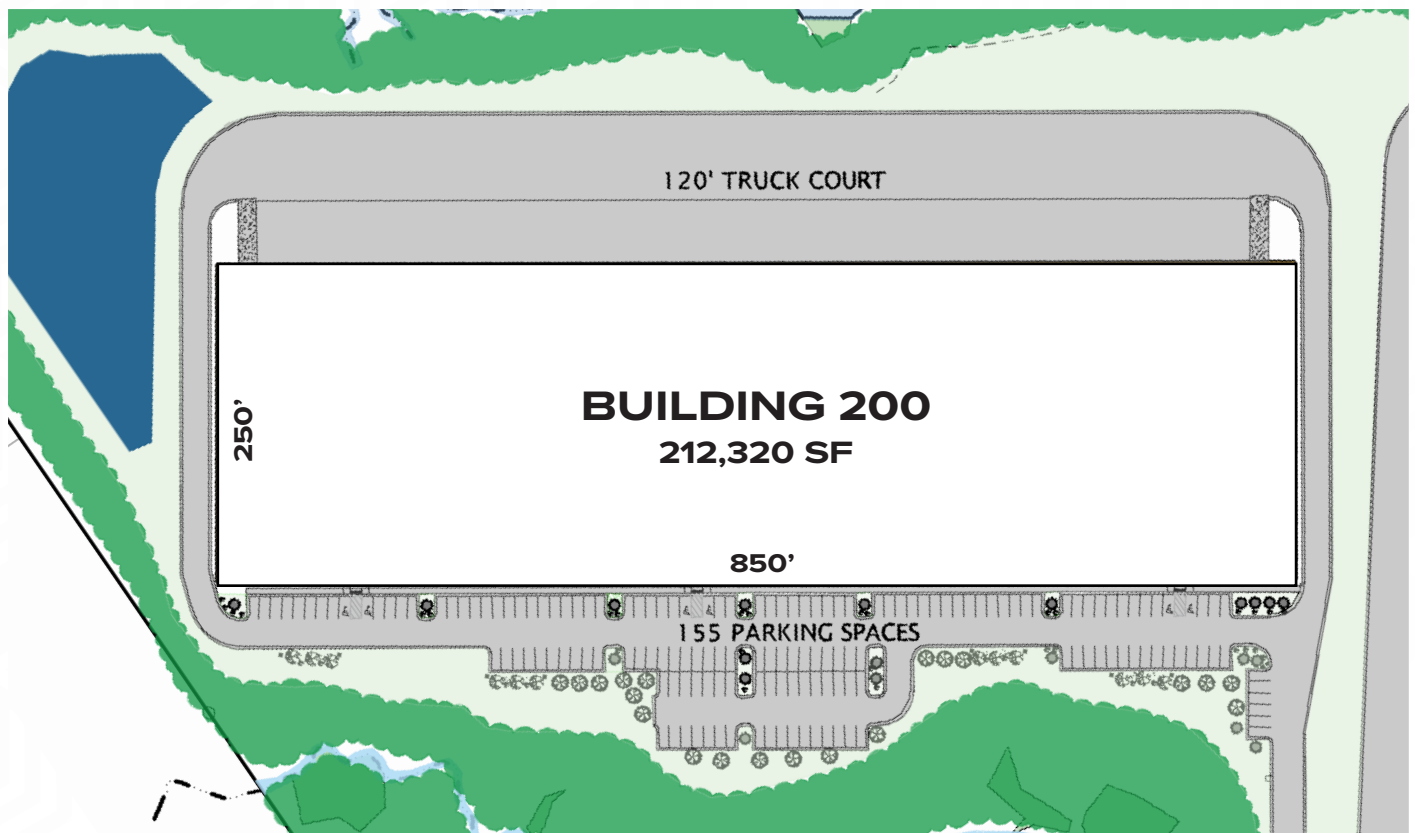 120' TRUCK COURT
BUILDING 200
212,320 SF
250’
850’
155 PARKING SPACES